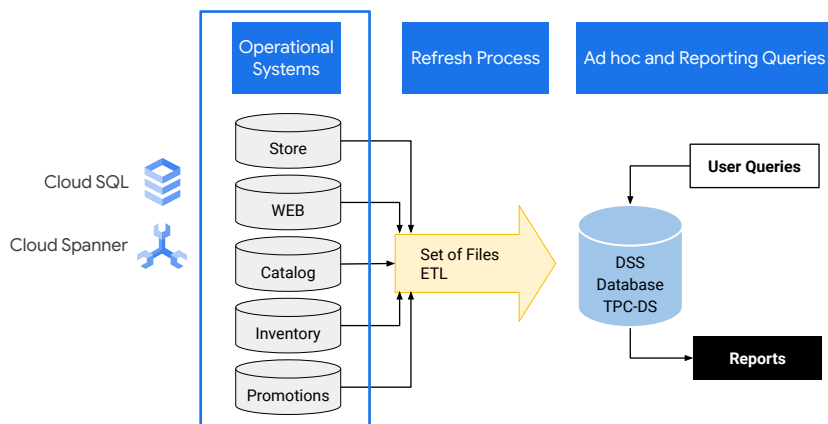 Operational
Systems
Refresh Process
Ad hoc and Reporting Queries
Store
WEB
Catalog
Inventory
Promotions
Cloud SQL
Cloud Spanner
Set of Files
ETL
User Queries
DSS
Database
TPC-DS
Reports